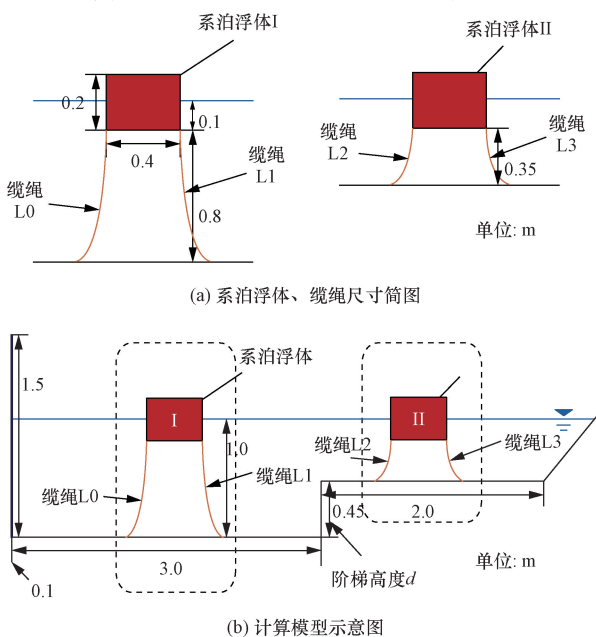 系泊浮体I
0.2
0.1
0.4
缆绳
L0
缆绳
L1
0.8
系泊浮体II
缆绳
L2
缆绳
L3
0.35
单位: m
(a) 系泊浮体、缆绳尺寸简图
系泊浮体
1.5
I
II
1.0
缆绳L0
缆绳L1
缆绳L2
缆绳L3
0.45
2.0
3.0
阶梯高度d
单位: m
0.1
(b) 计算模型示意图